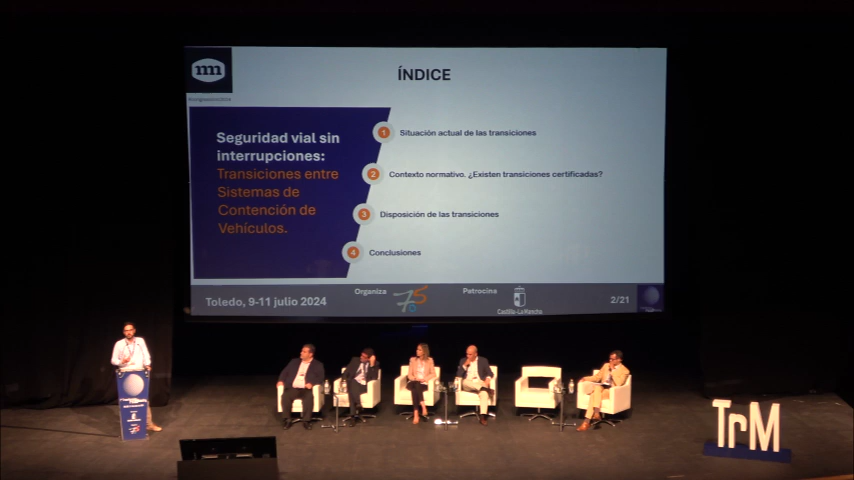 nn
ÍNDICE
Seguridad vial sin
interrupciones:
Transiciones entre
Sistemas de
Contención de
Vehículos.
1 Situación actual de las transiciones
2 Contexto normativo. ¿Existen transiciones certificadas?
3 Disposición de las transiciones
4 Conclusiones
Toledo, 9-11 julio 2024
Organiza
75
Patrocina
Castilla-La Mancha
2/21
TrM